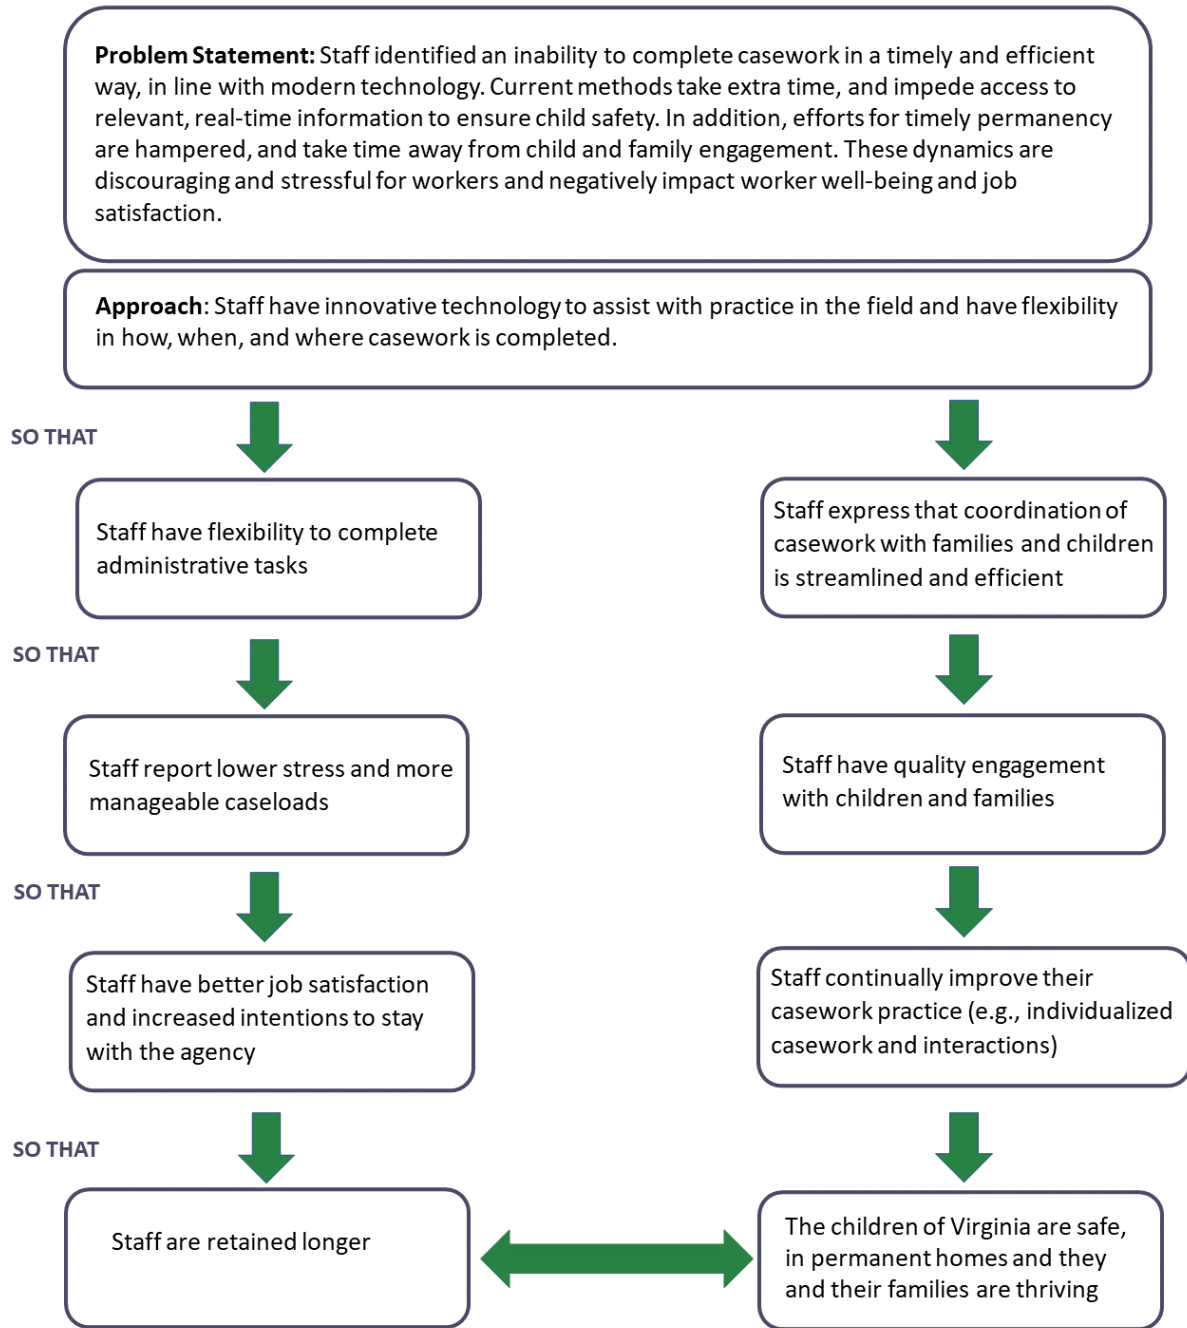 Problem Statement: Staff identified an inability to complete casework in a timely and efficient
way, in line with modern technology. Current methods take extra time, and impede access to
relevant, real-time information to ensure child safety. In addition, efforts for timely permanency
are hampered, and take time away from child and family engagement. These dynamics are
discouraging and stressful for workers and negatively impact worker well-being and job
satisfaction.
Approach: Staff have innovative technology to assist with practice in the field and have flexibility
in how, when, and where casework is completed.
SO THAT
Staff have flexibility to complete
administrative tasks
Staff express that coordination of
casework with families and children
is streamlined and efficient
SO THAT
Staff report lower stress and more
manageable caseloads
Staff have quality engagement
with children and families
SO THAT
Staff have better job satisfaction
and increased intentions to stay
with the agency
Staff continually improve their
casework practice (e.g., individualized
casework and interactions)
SO THAT
Staff are retained longer
The children of Virginia are safe,
in permanent homes and they
and their families are thriving